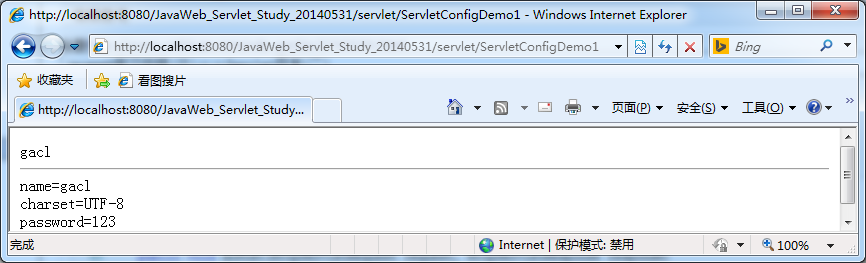 http://localhost:8080/JavaWeb_Servlet_Study_20140531/servlet/ServletConfigDemo1 - Windows Internet Explorer
http://localhost:8080/JavaWeb_Servlet_Study_20140531/servlet/ServletConfigDemo1 Bing
收藏夹 看图搜片
http://localhost:8080/JavaWeb_Servlet_Study... 页面(P) 安全(S) 工具(O)
gacl
name=gacl
charset=UTF-8
password=123
完成 Internet | 保护模式: 禁用 100%